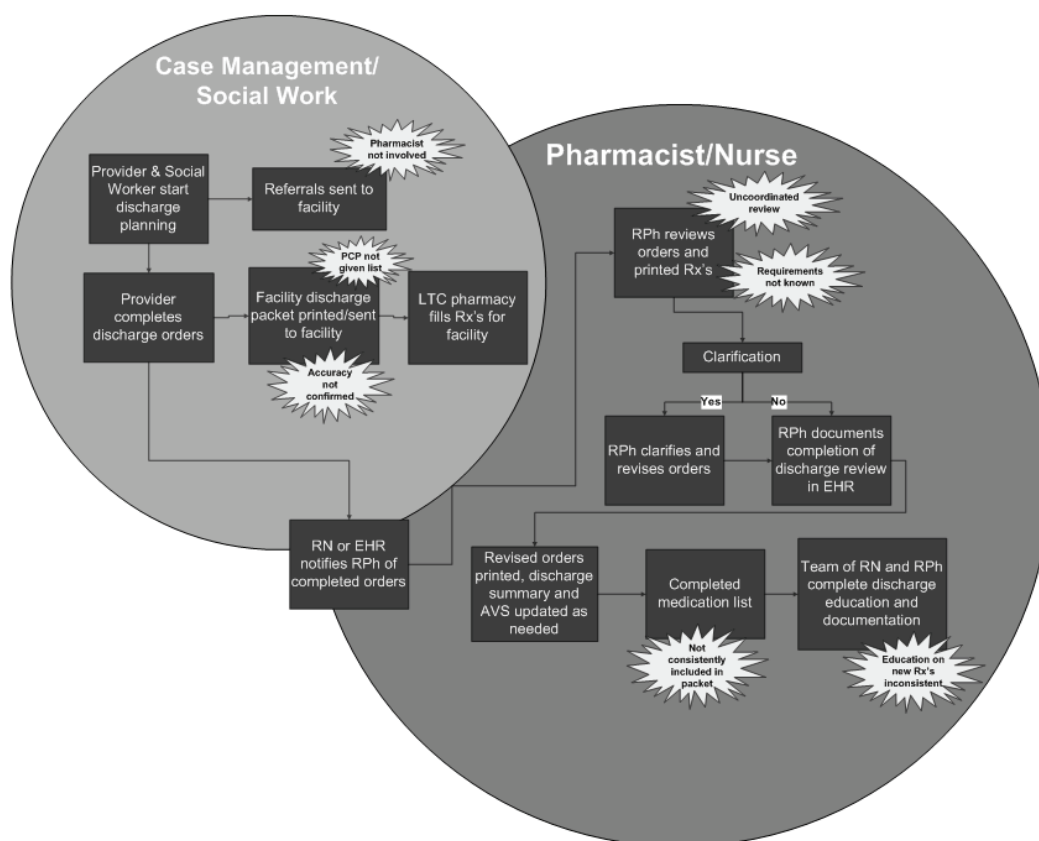 Case Management/
Social Work
Pharmacist
not involved
Provider & Social
Worker start
discharge
planning
Referrals sent to
facility
PCP not
given list
Provider
completes
discharge orders
Facility discharge
packet printed/sent
to facility
LTC pharmacy
fills Rx's for
facility
Accuracy
not
confirmed
RN or EHR
notifies RPh of
completed orders
Pharmacist/Nurse
Uncoordinated
review
RPh reviews
orders and
printed Rx's
Requirements
not known
Clarification
Yes
No
RPh clarifies and
revises orders
RPh documents
completion of
discharge review
in EHR
Revised orders
printed, discharge
summary and
AVS updated as
needed
Completed
medication list
Team of RN and RPh
complete discharge
education and
documentation
Not
consistently
included in
packet
Education on
new Rx's
inconsistent